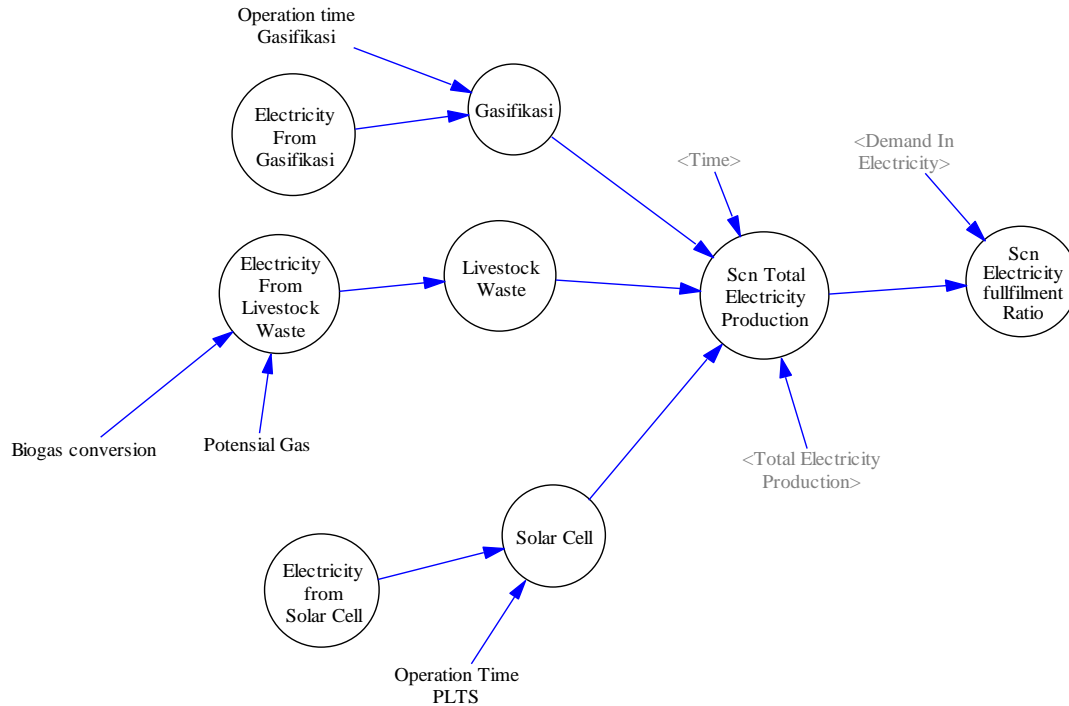 Operation time
Gasifikasi
Electricity
From
Gasifikasi
Gasifikasi
<Time>
<Demand In
Electricity>
Electricity
From
Livestock
Waste
Livestock
Waste
Scn Total
Electricity
Production
Scn
Electricity
fullfilment
Ratio
Biogas conversion
Potensial Gas
<Total Electricity
Production>
Solar Cell
Electricity
from
Solar Cell
Operation Time
PLTS